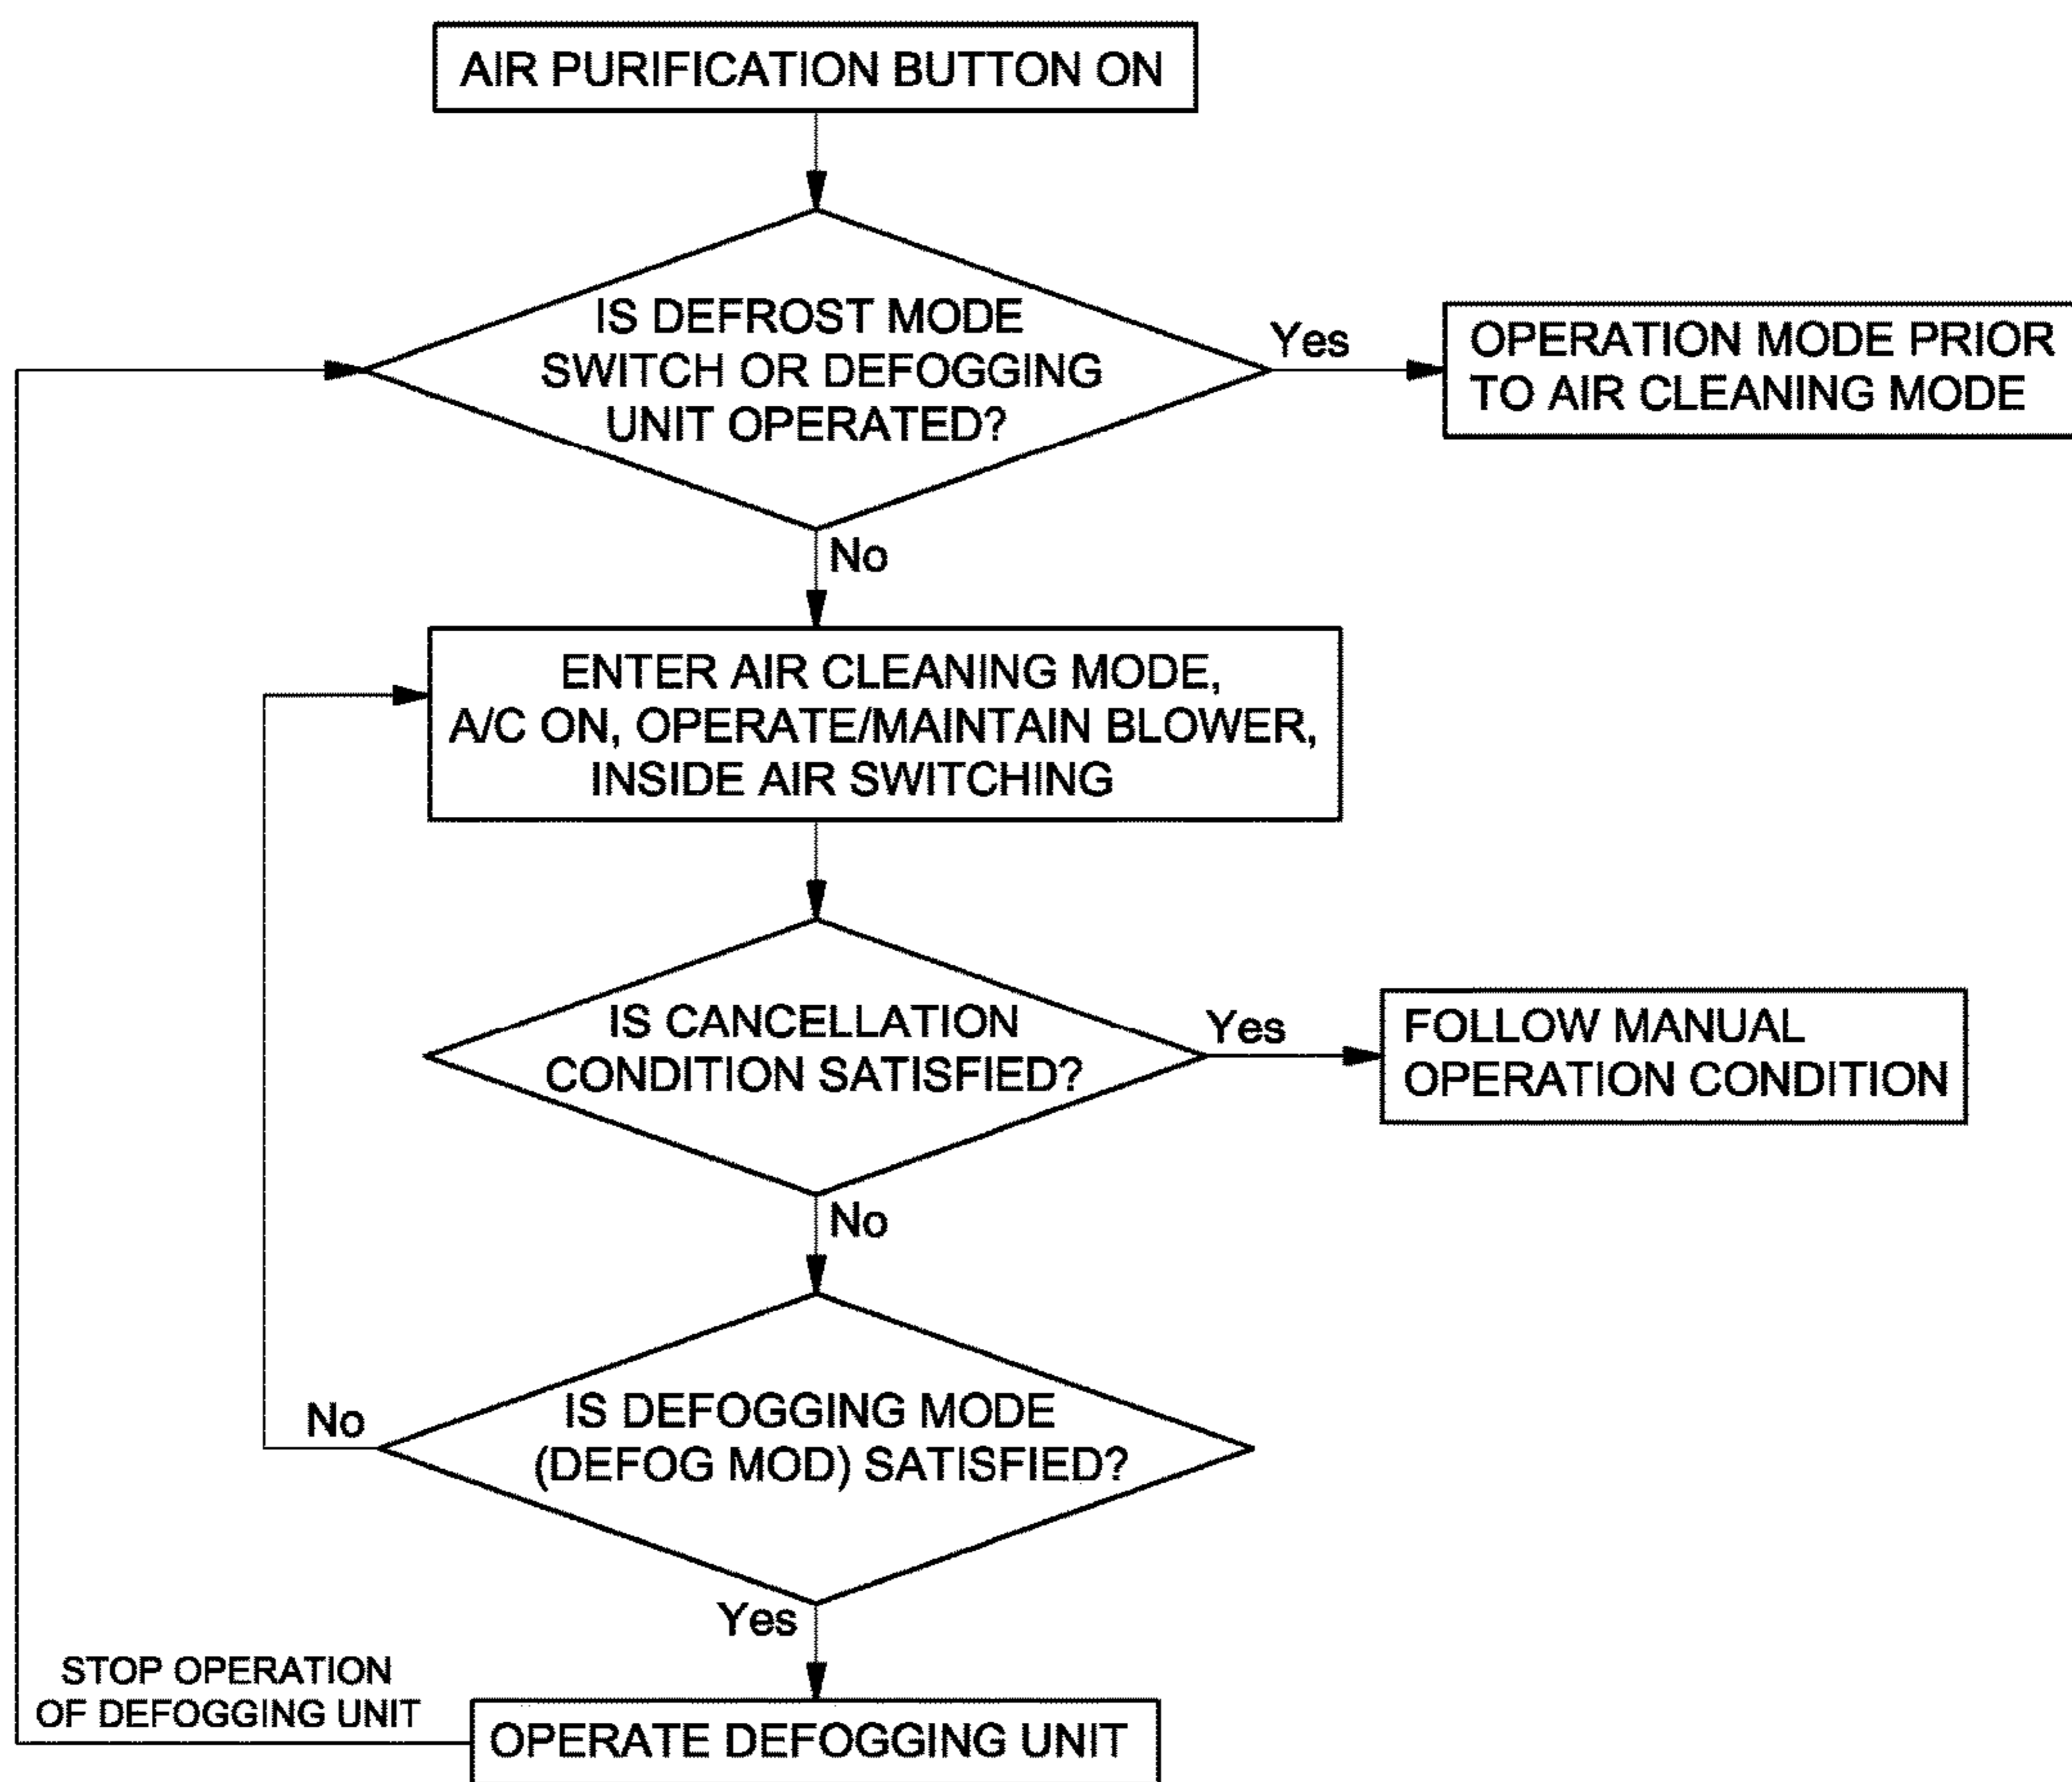 AIR PURIFICATION BUTTON ON
IS DEFROST MODE
SWITCH OR DEFOGGING
UNIT OPERATED?
Yes
OPERATION MODE PRIOR
TO AIR CLEANING MODE
No
ENTER AIR CLEANING MODE,
A/C ON, OPERATE/MAINTAIN BLOWER,
INSIDE AIR SWITCHING
IS CANCELLATION
CONDITION SATISFIED?
Yes
FOLLOW MANUAL
OPERATION CONDITION
No
IS DEFOGGING MODE
(DEFOG MOD) SATISFIED?
No
Yes
STOP OPERATION
OF DEFOGGING UNIT
OPERATE DEFOGGING UNIT